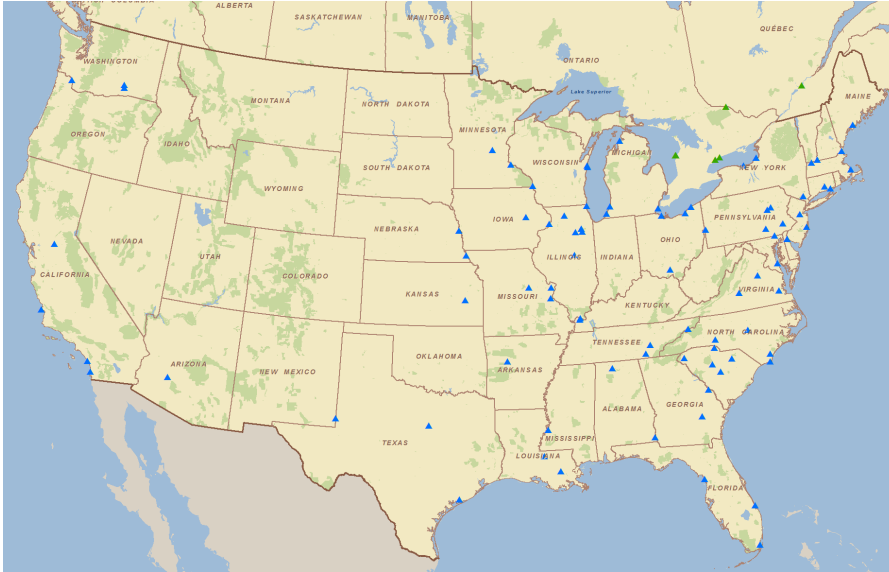 ALBERTA
SASKATCHEWAN
MANITOBA
ONTARIO
QUÉBEC
WASHINGTON
MONTANA
NORTH DAKOTA
MINNESOTA
Lake Superior
MAINE
OREGON
IDAHO
SOUTH DAKOTA
WISCONSIN
MICHIGAN
NEW YORK
WYOMING
NEBRASKA
IOWA
PENNSYLVANIA
NEVADA
UTAH
ILLINOIS
INDIANA
OHIO
CALIFORNIA
COLORADO
KANSAS
MISSOURI
KENTUCKY
VIRGINIA
ARIZONA
NEW MEXICO
OKLAHOMA
ARKANSAS
TENNESSEE
NORTH CAROLINA
TEXAS
LOUISIANA
MISSISSIPPI
ALABAMA
GEORGIA
FLORIDA